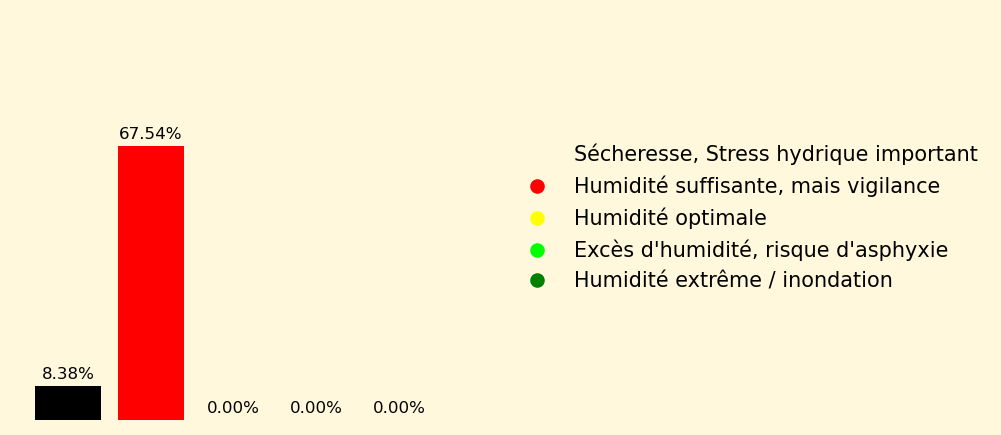 67.54%
8.38%
0.00%
0.00%
0.00%
Sécheresse, Stress hydrique important
Humidité suffisante, mais vigilance
Humidité optimale
Excès d'humidité, risque d'asphyxie
Humidité extrême / inondation